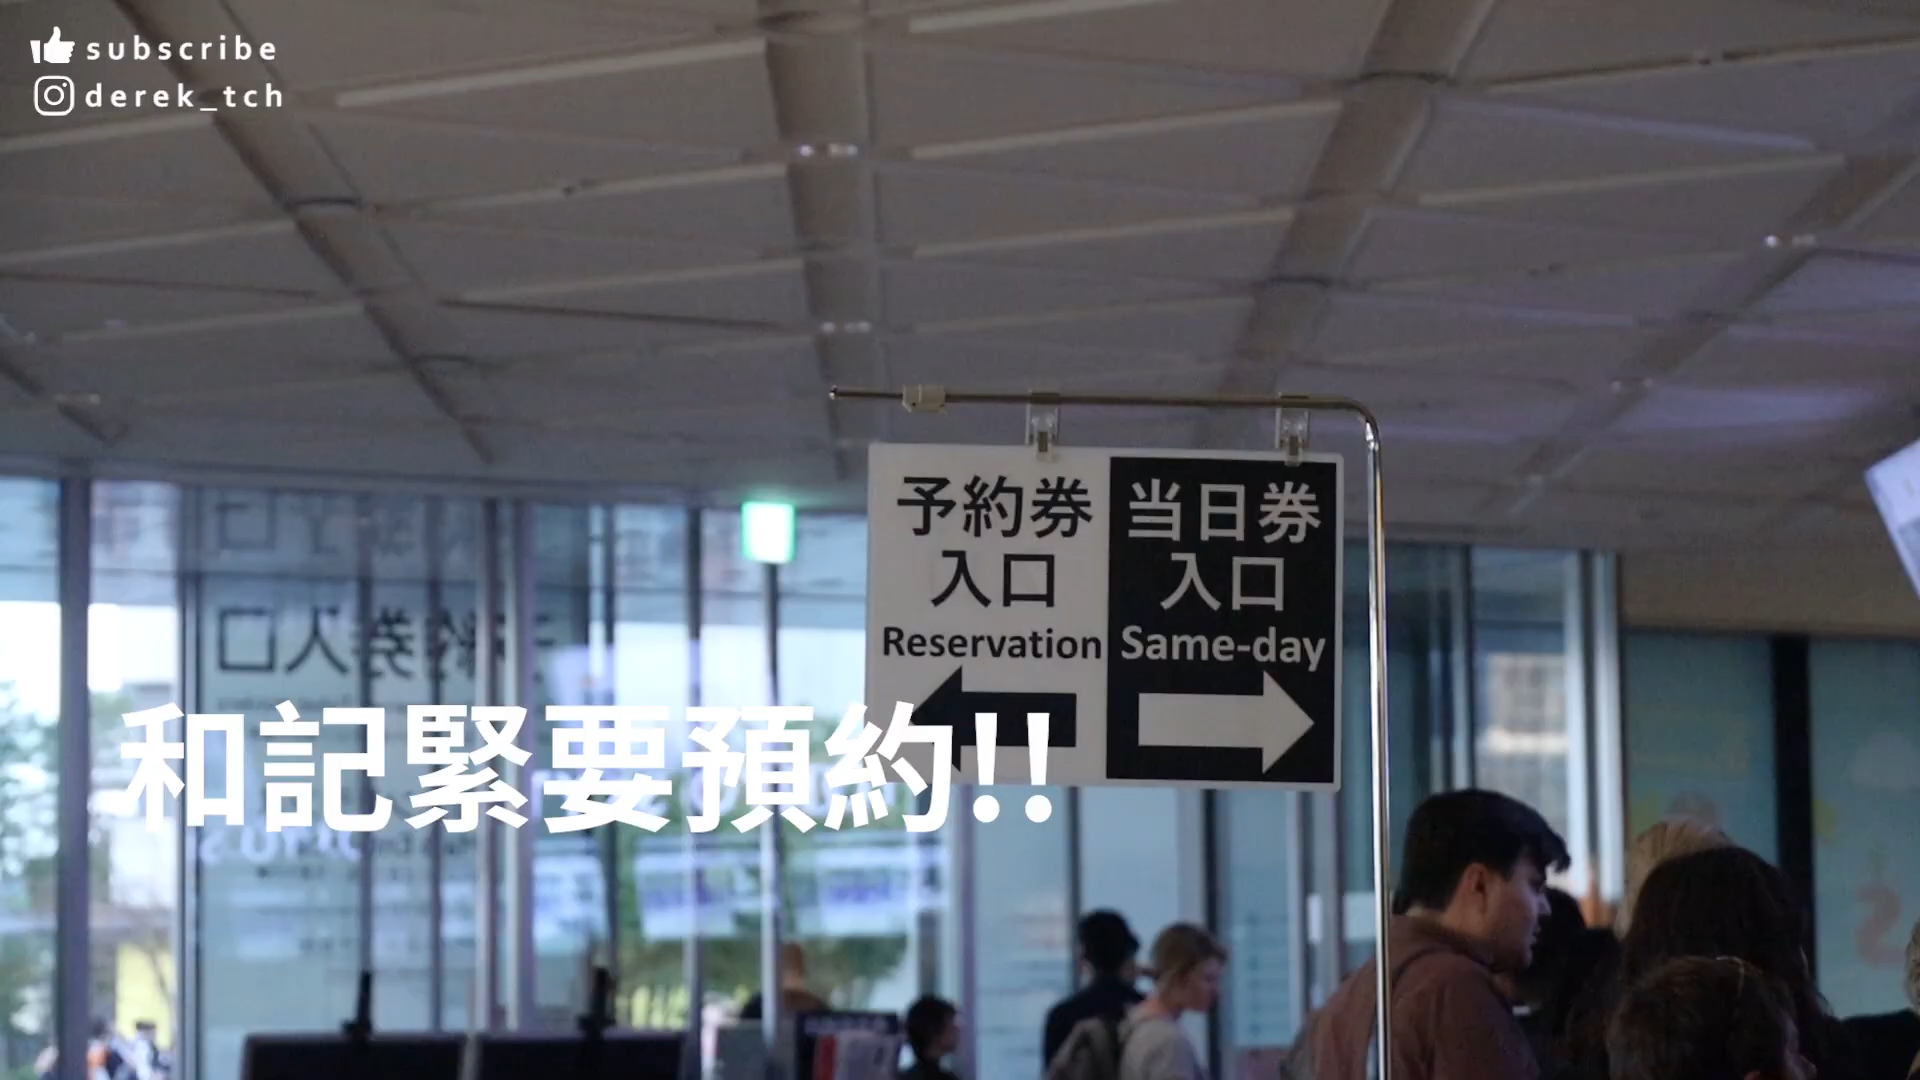 subscribe
derek_tch
予約券
入口
Reservation
当日券
入口
Same-day
和記緊要預約!!